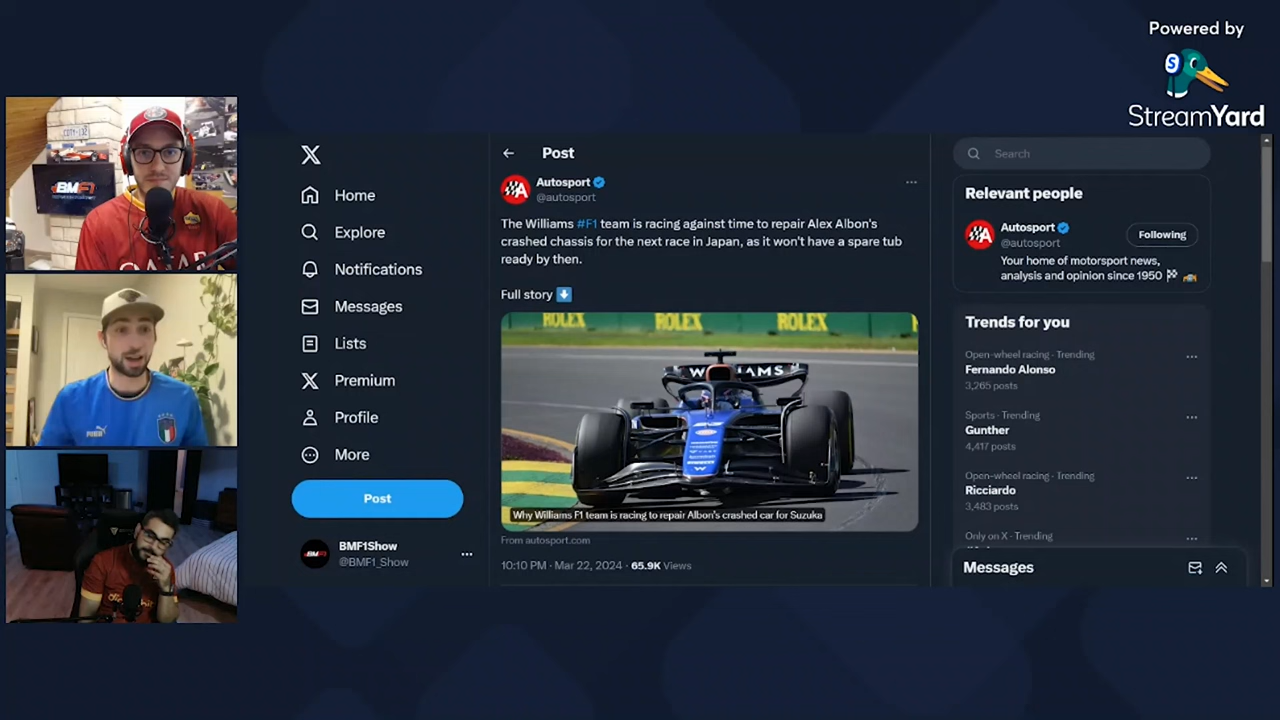 Powered by
S
StreamYard
BMF1
QATAR
PUMA
X
Home
Explore
Notifications
Messages
Lists
Premium
Profile
More
Post
BMF1Show
@BMF1_Show
Post
Autosport
@autosport
The Williams #F1 team is racing against time to repair Alex Albon's
crashed chassis for the next race in Japan, as it won't have a spare tub
ready by then.
Full story
ROLEX ROLEX ROLEX
WILLIAMS
Why Williams F1 team is racing to repair Albon's crashed car for Suzuka
From autosport.com
10:10 PM · Mar 22, 2024 · 65.9K Views
Search
Relevant people
Autosport
@autosport
Following
Your home of motorsport news,
analysis and opinion since 1950
Trends for you
Open-wheel racing · Trending
Fernando Alonso
3,265 posts
Sports · Trending
Gunther
4,417 posts
Open-wheel racing · Trending
Ricciardo
3,483 posts
Only on X · Trending
Messages